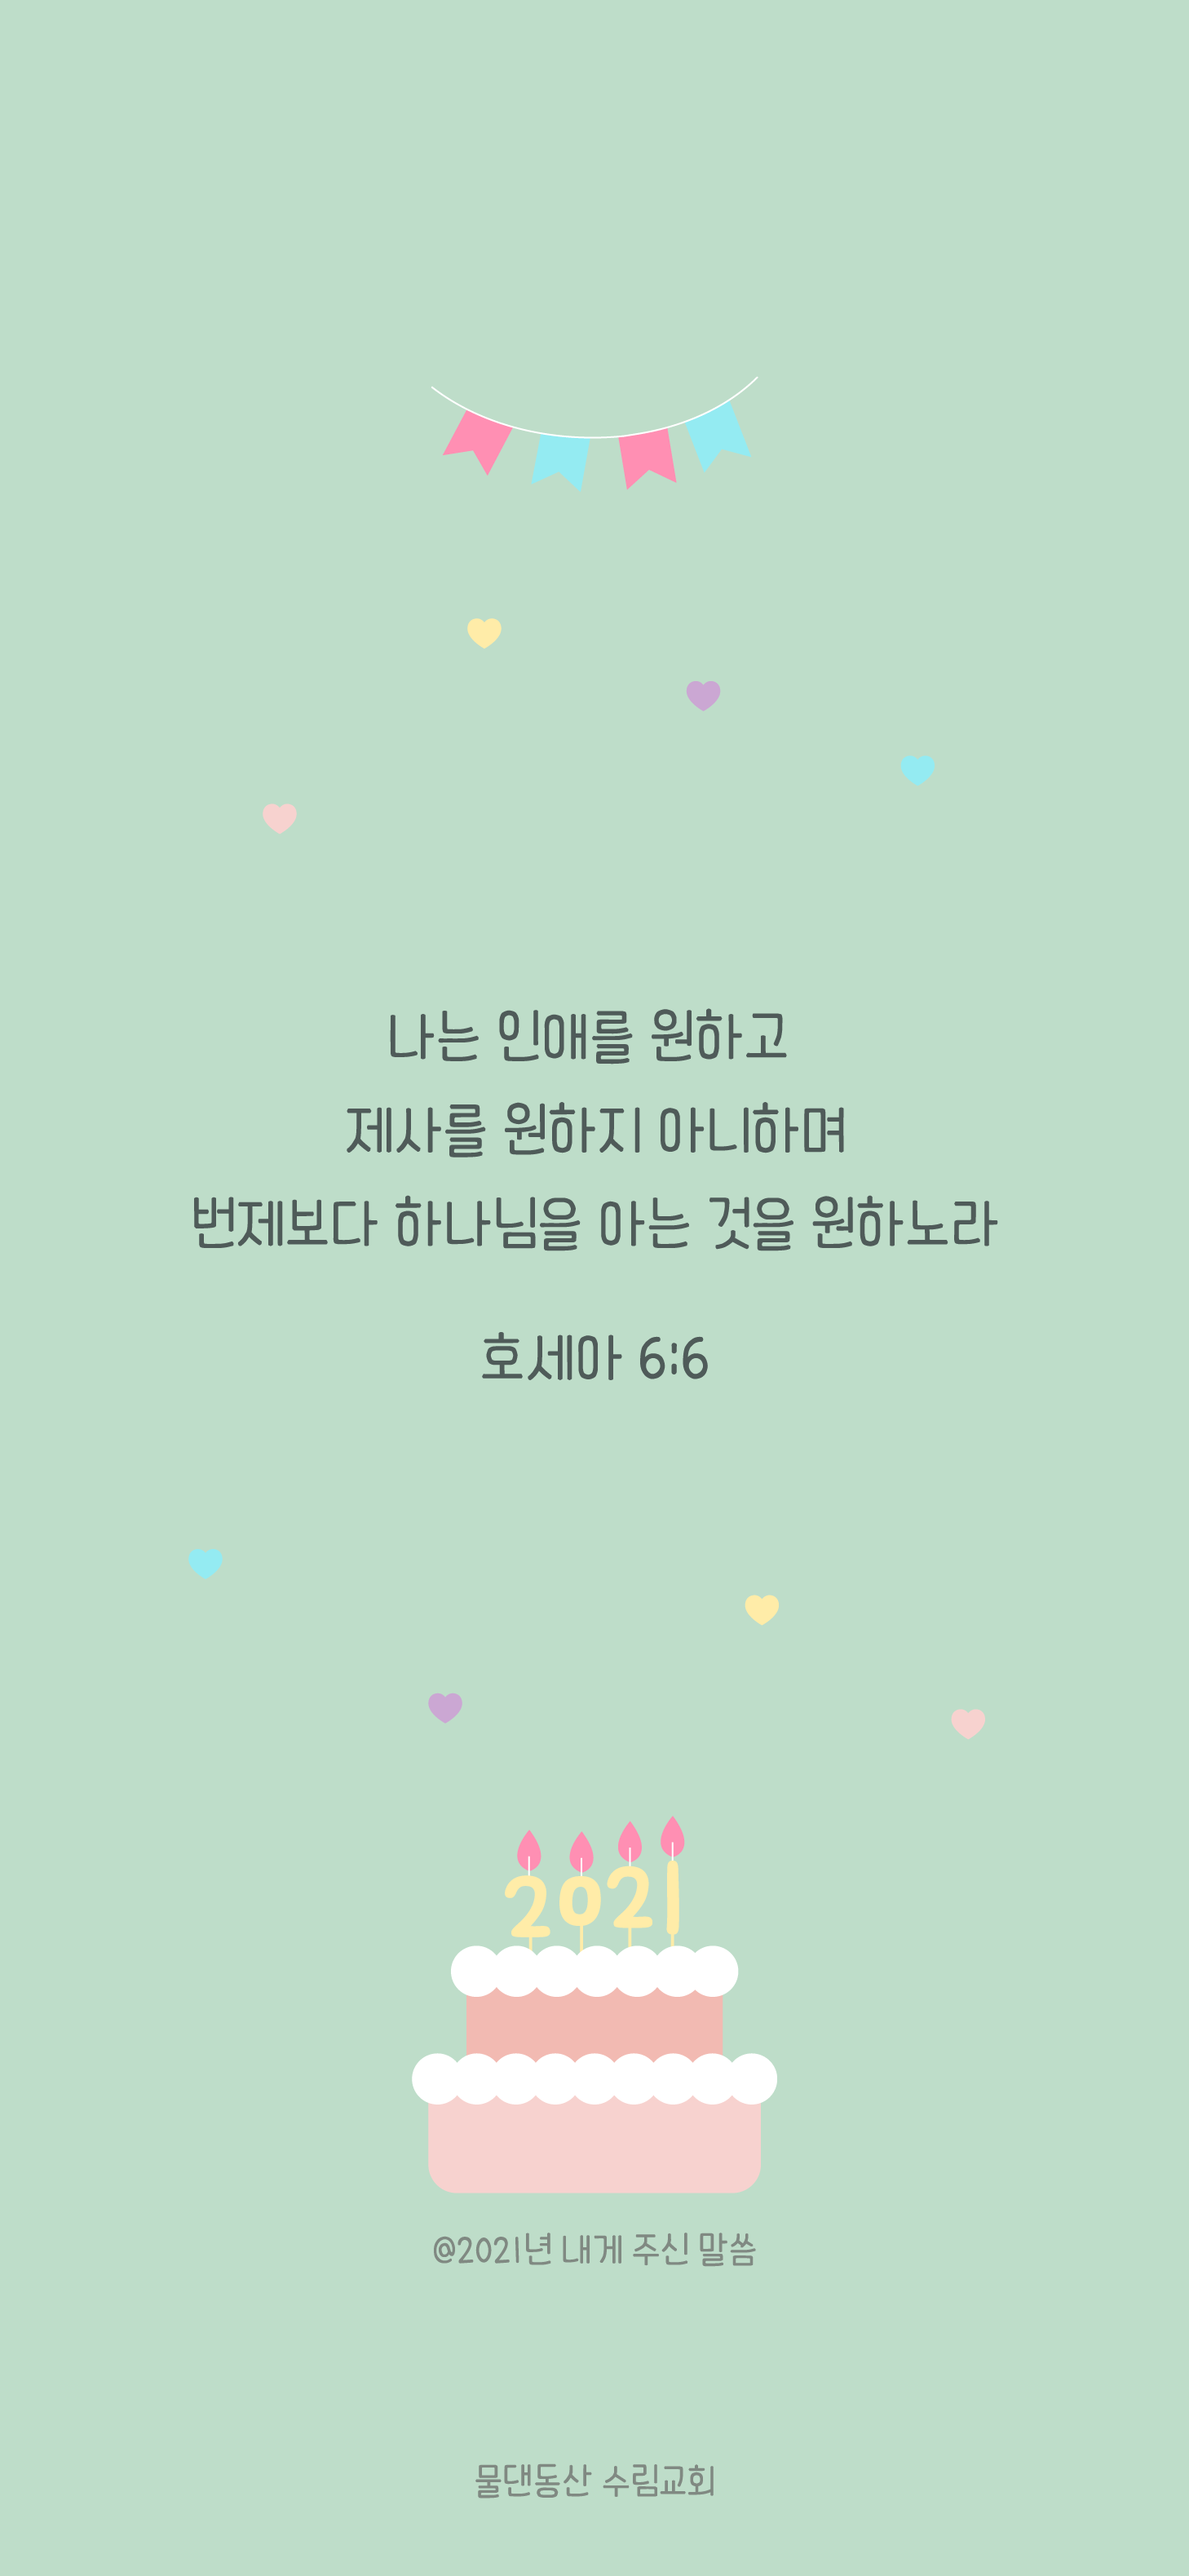 나는 인애를 원하고
제사를 원하지 아니하며
번제보다 하나님을 아는 것을 원하노라
호세아 6:6
2021
@2021년 내게 주신 말씀
물댄동산 수림교회